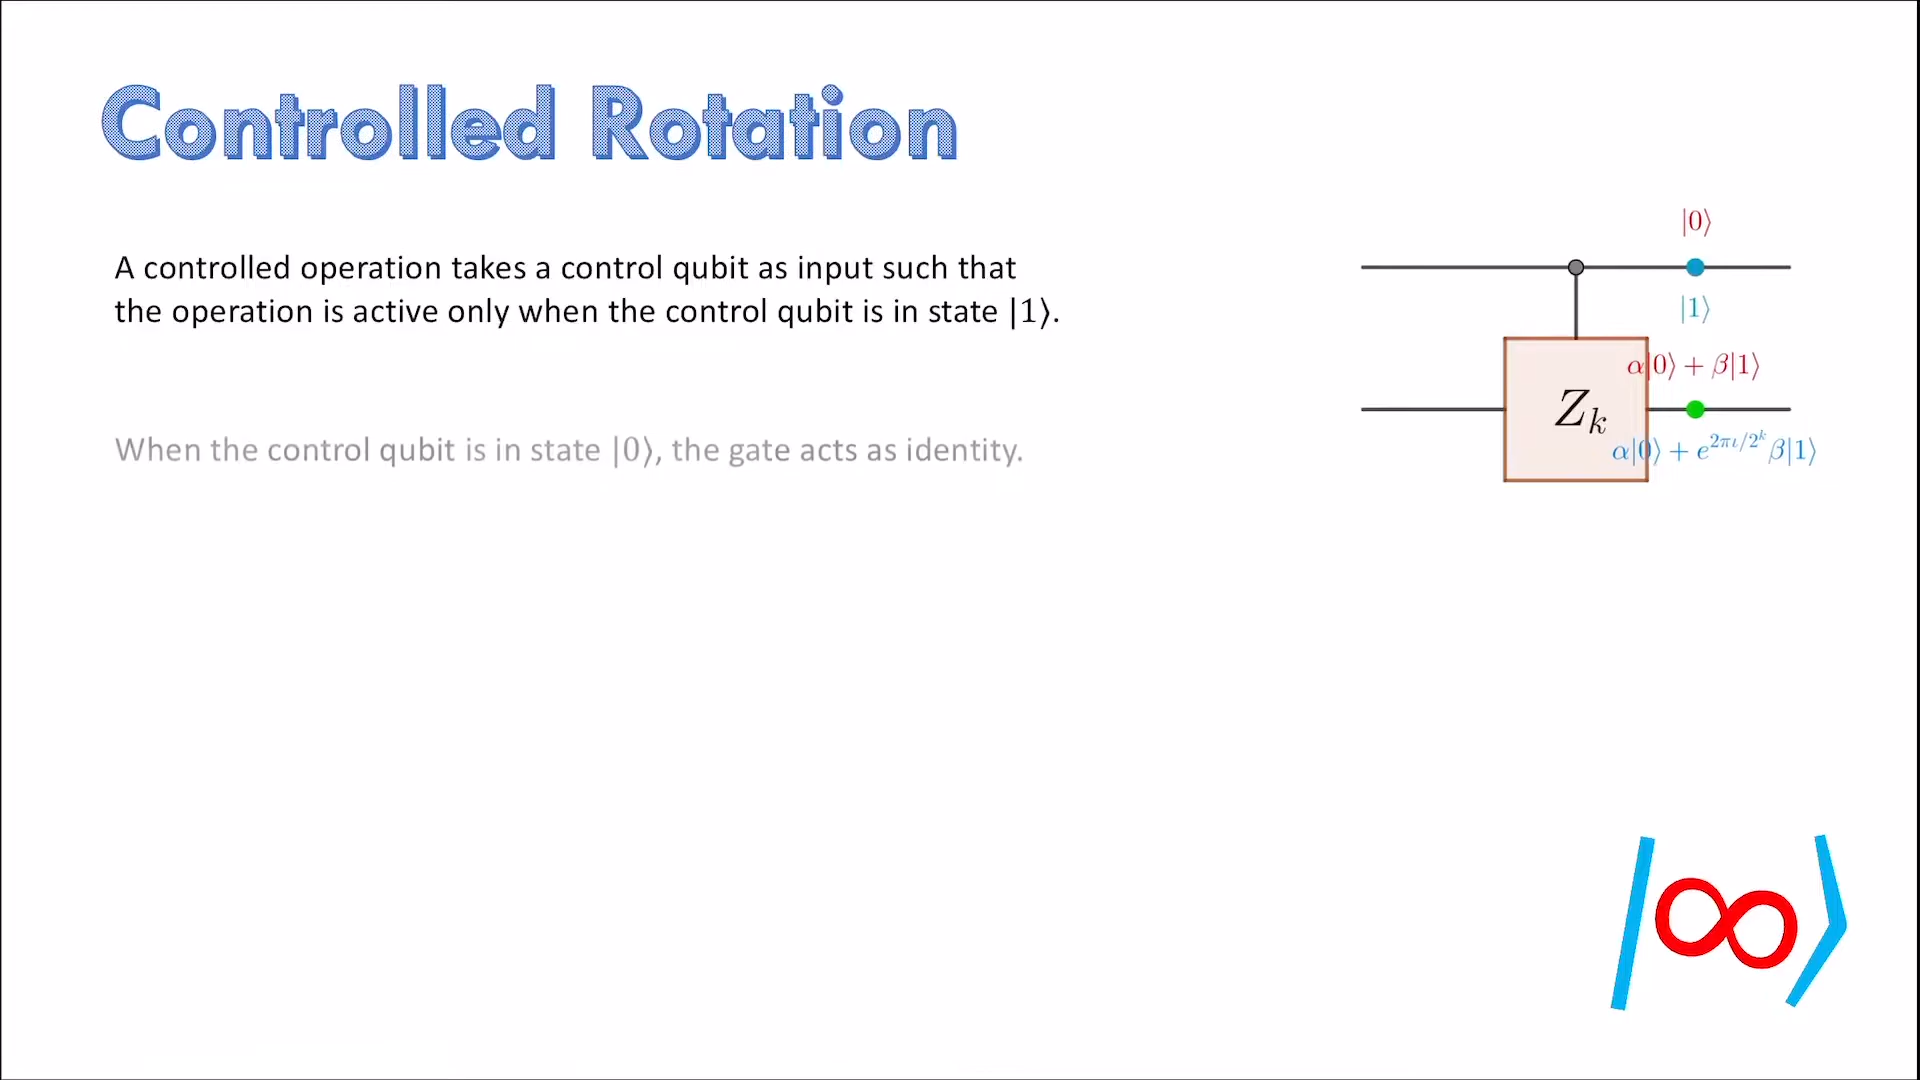 Controlled Rotation
A controlled operation takes a control qubit as input such that
the operation is active only when the control qubit is in state |1⟩.
When the control qubit is in state |0⟩, the gate acts as identity.
|0⟩
|1⟩
α|0⟩ + β|1⟩
Z_k
α|0⟩ + e^{2πι/2^k} β|1⟩
|∞⟩